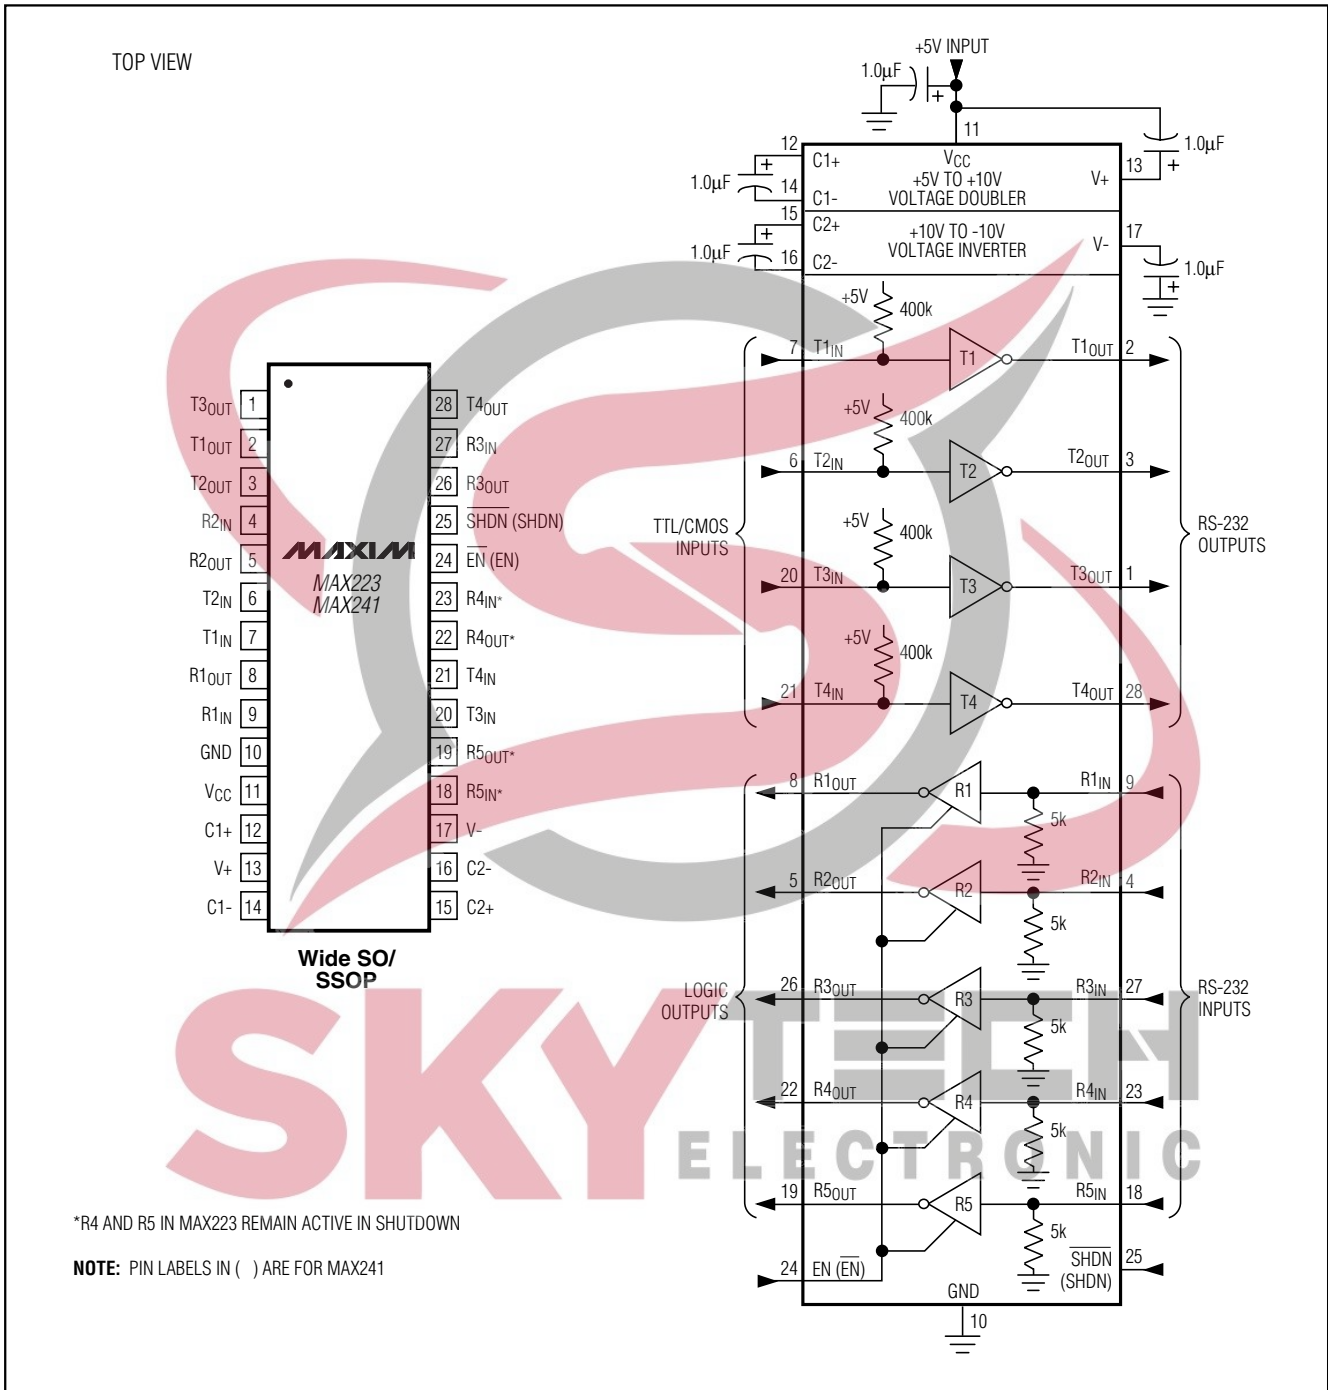 TOP VIEW
T3OUT 1
T1OUT 2
T2OUT 3
R2IN 4
R2OUT 5
T2IN 6
T1IN 7
R1OUT 8
R1IN 9
GND 10
VCC 11
C1+ 12
V+ 13
C1- 14
28 T4OUT
27 R3IN
26 R3OUT
25 SHDN (SHDN)
24 EN (EN)
23 R4IN*
22 R4OUT*
21 T4IN
20 T3IN
19 R5OUT*
18 R5IN*
17 V-
16 C2-
15 C2+
MAXIM
MAX223
MAX241
Wide SO/
SSOP
*R4 AND R5 IN MAX223 REMAIN ACTIVE IN SHUTDOWN
NOTE: PIN LABELS IN ( ) ARE FOR MAX241
+5V INPUT
1.0µF
+
11
1.0µF
+
12 C1+
VCC
+5V TO +10V
VOLTAGE DOUBLER
V+ 13
1.0µF
+
14 C1-
15 C2+
+10V TO -10V
VOLTAGE INVERTER
V- 17
1.0µF
+
16 C2-
1.0µF
+
+5V 400k
7 T1IN T1 T1OUT 2
+5V 400k
6 T2IN T2 T2OUT 3
TTL/CMOS
INPUTS
RS-232
OUTPUTS
+5V 400k
20 T3IN T3 T3OUT 1
+5V 400k
21 T4IN T4 T4OUT 28
8 R1OUT R1 R1IN 9
5k
5 R2OUT R2 R2IN 4
5k
LOGIC
OUTPUTS
RS-232
INPUTS
26 R3OUT R3 R3IN 27
5k
22 R4OUT R4 R4IN 23
5k
19 R5OUT R5 R5IN 18
5k
24 EN (EN)
SHDN 25
(SHDN)
GND
10
SKYTECH
ELECTRONIC